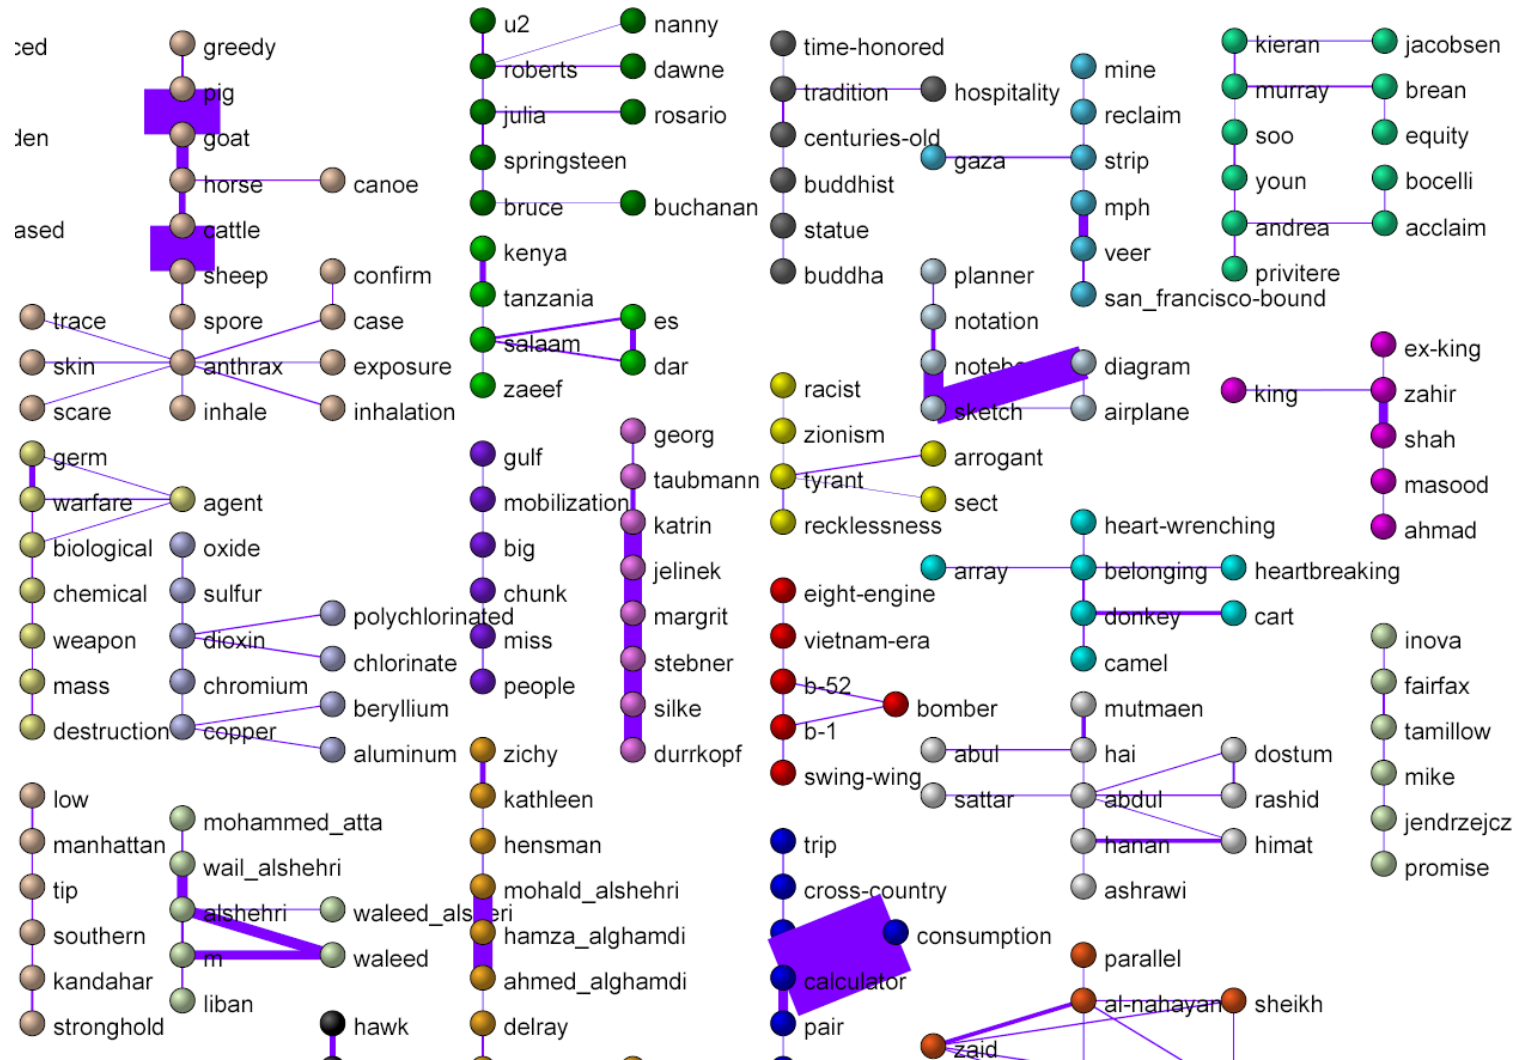 ced
greedy
pig
den
goat
horse
canoe
ased
cattle
sheep
confirm
trace
spore
case
skin
anthrax
exposure
scare
inhale
inhalation
germ
warfare
agent
biological
oxide
chemical
sulfur
polychlorinated
weapon
dioxin
chlorinate
mass
chromium
beryllium
destruction
copper
aluminum
low
mohammed_atta
manhattan
wail_alshehri
tip
alshehri
southern
m
waleed
kandahar
liban
stronghold
hawk
u2
nanny
roberts
dawne
julia
rosario
springsteen
bruce
buchanan
kenya
tanzania
es
salaam
dar
zaeef
georg
gulf
taubmann
mobilization
katrin
big
jelinek
chunk
margrit
miss
stebner
people
silke
durrkopf
zichy
kathleen
hensman
mohald_alshehri
hamza_alghamdi
ahmed_alghamdi
delray
time-honored
tradition
hospitality
centuries-old
gaza
buddhist
statue
buddha
mine
reclaim
strip
mph
veer
san_francisco-bound
planner
notation
diagram
sketch
airplane
racist
zionism
arrogant
tyrant
sect
recklessness
heart-wrenching
array
belonging
heartbreaking
donkey
cart
camel
eight-engine
vietnam-era
b-52
bomber
b-1
swing-wing
mutmaen
abul
hai
dostum
sattar
abdul
rashid
hanan
himat
ashrawi
trip
cross-country
consumption
calculator
pair
parallel
al-nahayan
sheikh
zaid
kieran
jacobsen
murray
brean
soo
equity
youn
bocelli
andrea
acclaim
privitere
ex-king
king
zahir
shah
masood
ahmad
inova
fairfax
tamillow
mike
jendrzejcz
promise